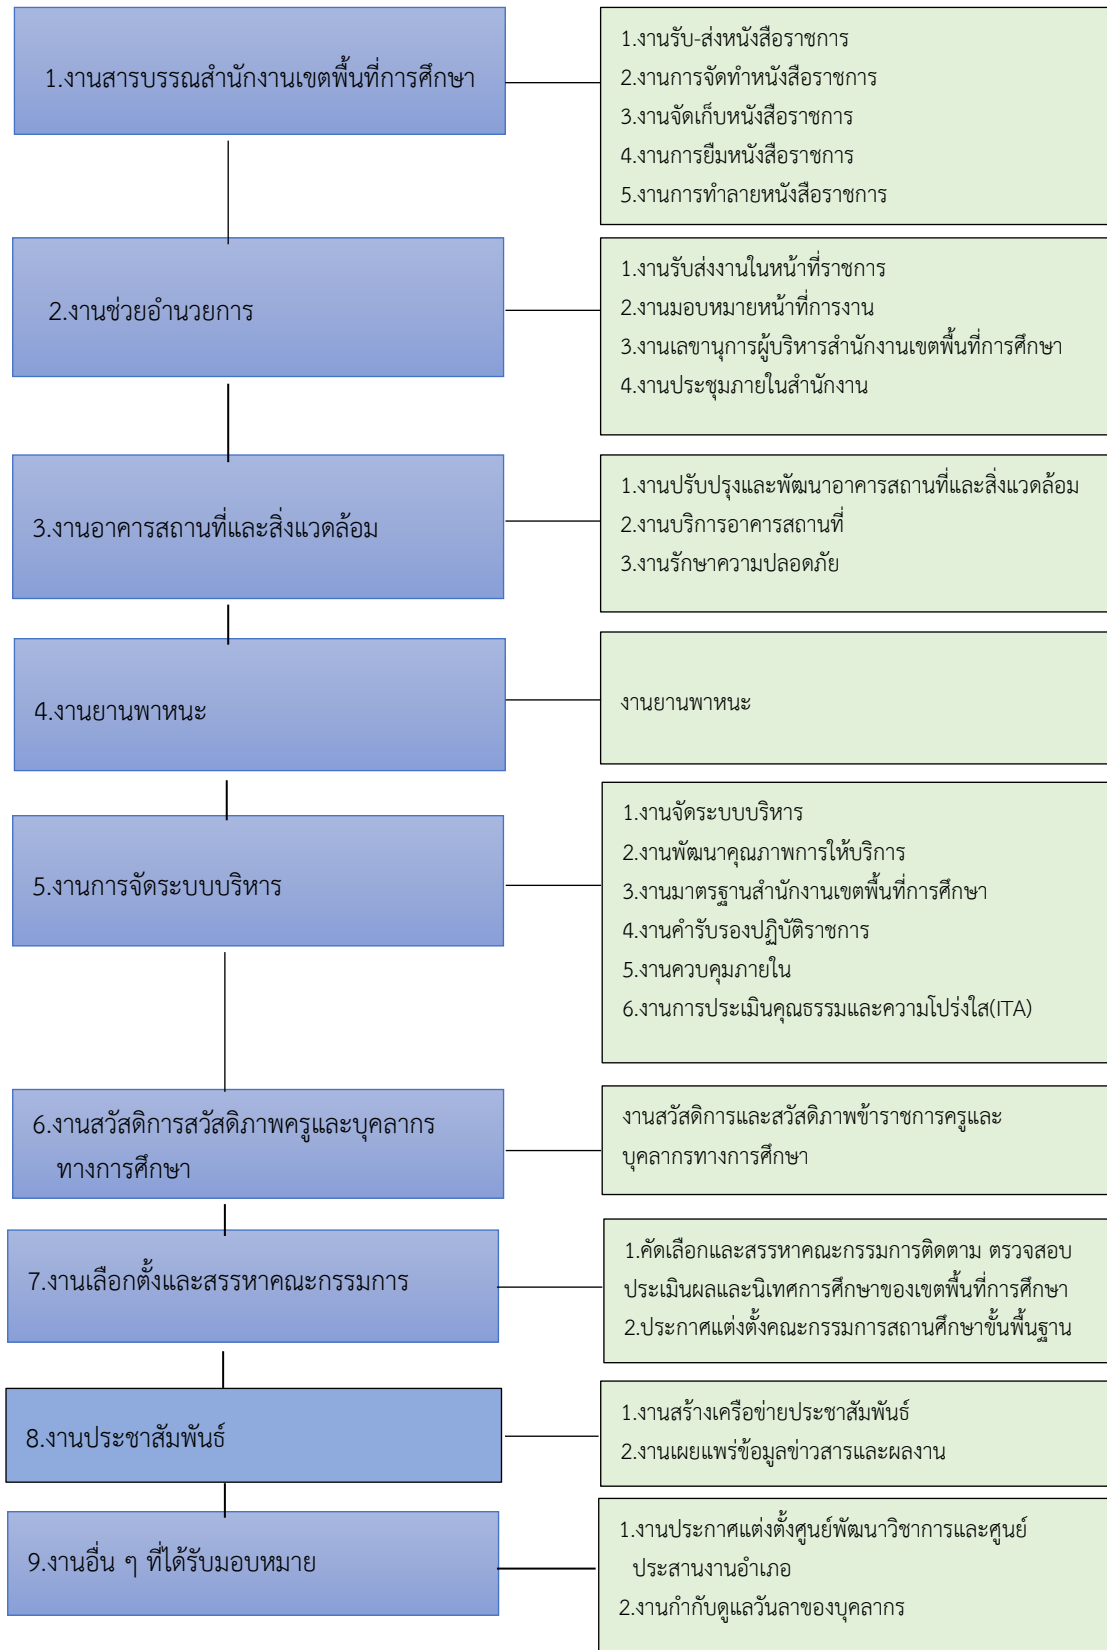 1.งานสารบรรณสำนักงานเขตพื้นที่การศึกษา
1.งานรับ-ส่งหนังสือราชการ
2.งานการจัดทำหนังสือราชการ
3.งานจัดเก็บหนังสือราชการ
4.งานการยืมหนังสือราชการ
5.งานการทำลายหนังสือราชการ
2.งานช่วยอำนวยการ
1.งานรับส่งงานในหน้าที่ราชการ
2.งานมอบหมายหน้าที่การงาน
3.งานเลขานุการผู้บริหารสำนักงานเขตพื้นที่การศึกษา
4.งานประชุมภายในสำนักงาน
3.งานอาคารสถานที่และสิ่งแวดล้อม
1.งานปรับปรุงและพัฒนาอาคารสถานที่และสิ่งแวดล้อม
2.งานบริการอาคารสถานที่
3.งานรักษาความปลอดภัย
4.งานยานพาหนะ
งานยานพาหนะ
5.งานการจัดระบบบริหาร
1.งานจัดระบบบริหาร
2.งานพัฒนาคุณภาพการให้บริการ
3.งานมาตรฐานสำนักงานเขตพื้นที่การศึกษา
4.งานคำรับรองปฏิบัติราชการ
5.งานควบคุมภายใน
6.งานการประเมินคุณธรรมและความโปร่งใส(ITA)
6.งานสวัสดิการสวัสดิภาพครูและบุคลากร
ทางการศึกษา
งานสวัสดิการและสวัสดิภาพข้าราชการครูและ
บุคลากรทางการศึกษา
7.งานเลือกตั้งและสรรหาคณะกรรมการ
1.คัดเลือกและสรรหาคณะกรรมการติดตาม ตรวจสอบ
ประเมินผลและนิเทศการศึกษาของเขตพื้นที่การศึกษา
2.ประกาศแต่งตั้งคณะกรรมการสถานศึกษาขั้นพื้นฐาน
8.งานประชาสัมพันธ์
1.งานสร้างเครือข่ายประชาสัมพันธ์
2.งานเผยแพร่ข้อมูลข่าวสารและผลงาน
9.งานอื่น ๆ ที่ได้รับมอบหมาย
1.งานประกาศแต่งตั้งศูนย์พัฒนาวิชาการและศูนย์
ประสานงานอำเภอ
2.งานกำกับดูแลวันลาของบุคลากร